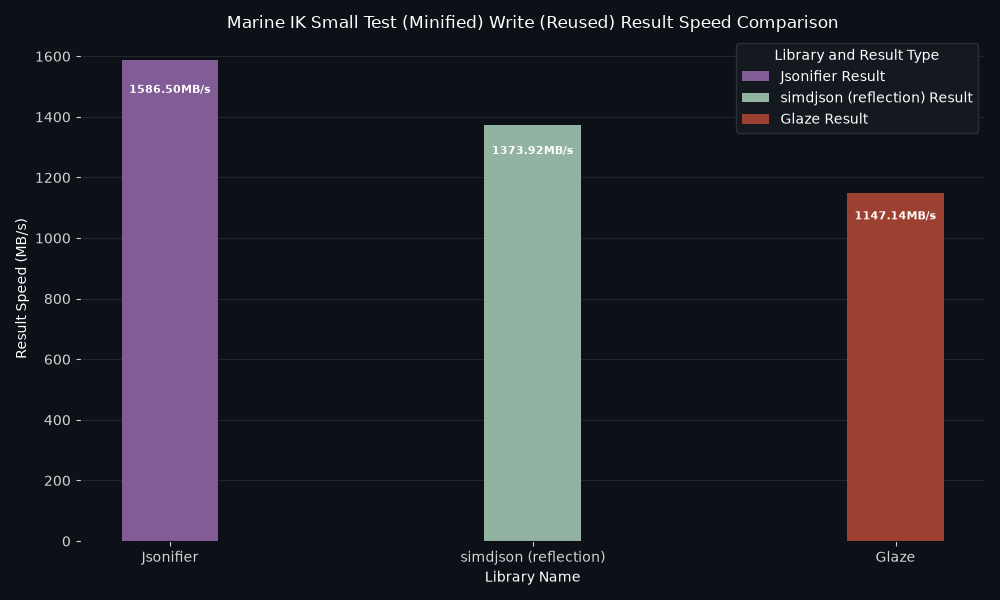 Marine IK Small Test (Minified) Write (Reused) Result Speed Comparison
Library and Result Type
Jsonifier Result
simdjson (reflection) Result
Glaze Result
1586.50MB/s
1373.92MB/s
1147.14MB/s
Result Speed (MB/s)
1600
1400
1200
1000
800
600
400
200
0
Jsonifier
simdjson (reflection)
Glaze
Library Name